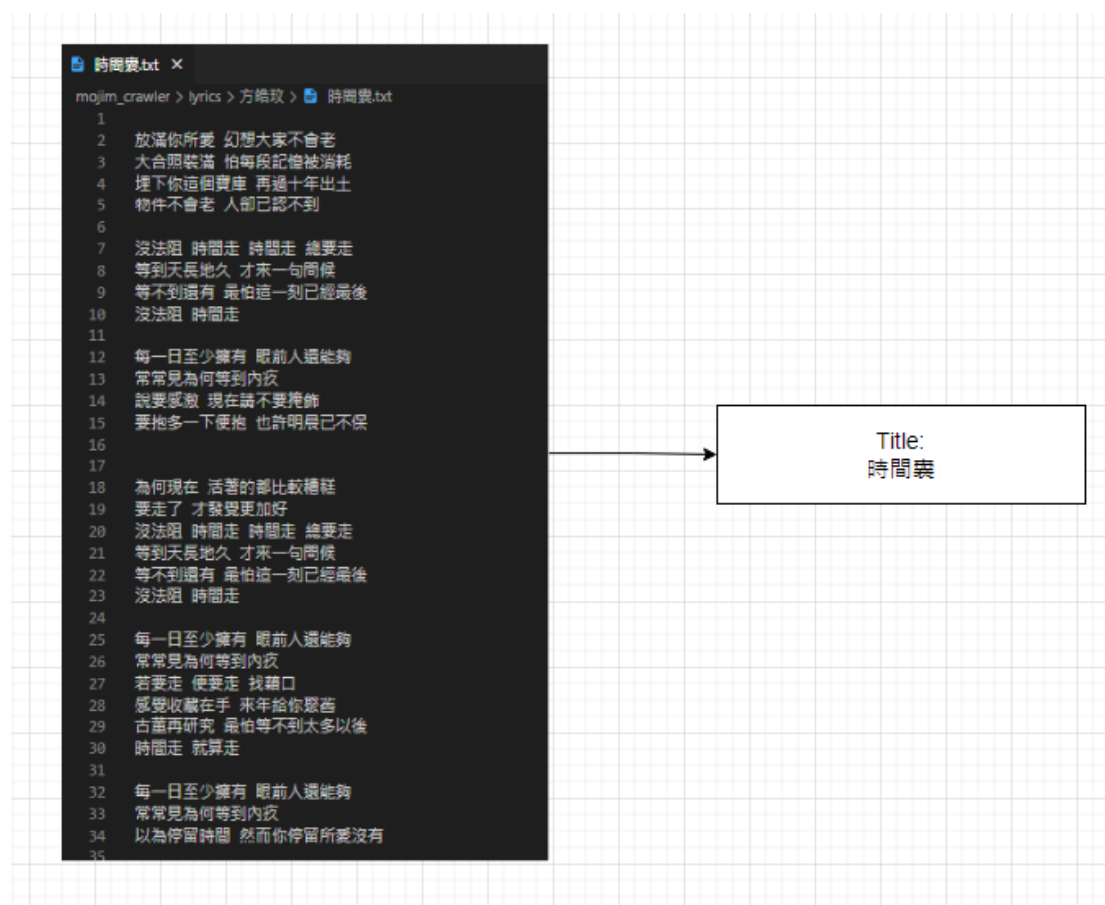 時間囊.txt ×
mojim_crawler > lyrics > 方皓玟 > 時間囊.txt
1
2 放滿你所愛 幻想大家不會老
3 大合照裝滿 怕每段記憶被消耗
4 埋下你這個寶庫 再過十年出土
5 物件不會老 人卻已認不到
6
7 沒法阻 時間走 時間走 總要走
8 等到天長地久 才來一句問候
9 等不到還有 最怕這一刻已經最後
10 沒法阻 時間走
11
12 每一日至少擁有 眼前人還能夠
13 常常見為何等到內疚
14 說要感激 現在請不要掩飾
15 要抱多一下便抱 也許明晨已不保
16
17
18 為何現在 活著的都比較糟糕
19 要走了 才發覺更加好
20 沒法阻 時間走 時間走 總要走
21 等到天長地久 才來一句問候
22 等不到還有 最怕這一刻已經最後
23 沒法阻 時間走
24
25 每一日至少擁有 眼前人還能夠
26 常常見為何等到內疚
27 若要走 便要走 找藉口
28 感覺收藏在手 來年給你嘬舊
29 古董再研究 最怕等不到太多以後
30 時間走 就算走
31
32 每一日至少擁有 眼前人還能夠
33 常常見為何等到內疚
34 以為停留時間 然而你停留所愛沒有
35
Title:
時間囊